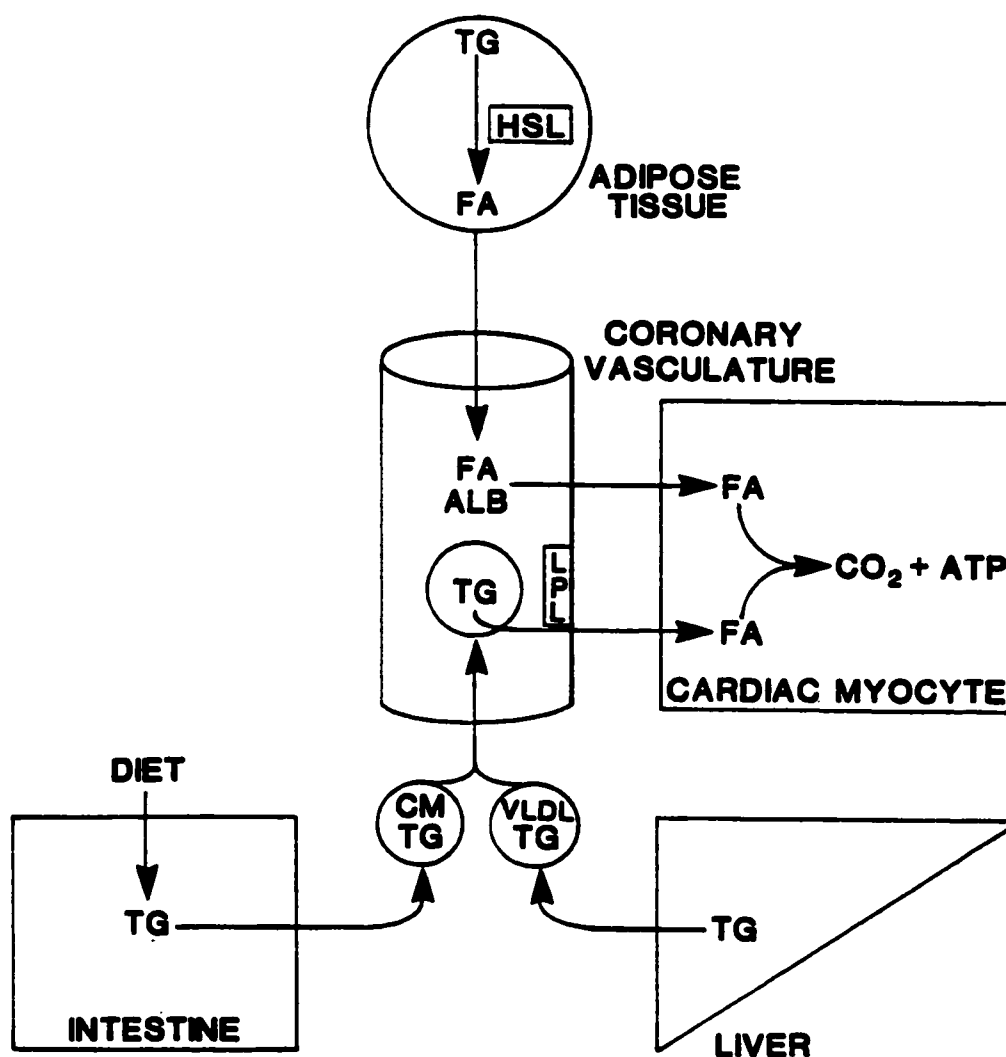 TG
HSL
FA
ADIPOSE
TISSUE
CORONARY
VASCULATURE
FA
ALB
FA
CO₂ + ATP
TG
LPL
FA
CARDIAC MYOCYTE
DIET
CM
TG
VLDL
TG
TG
TG
INTESTINE
LIVER